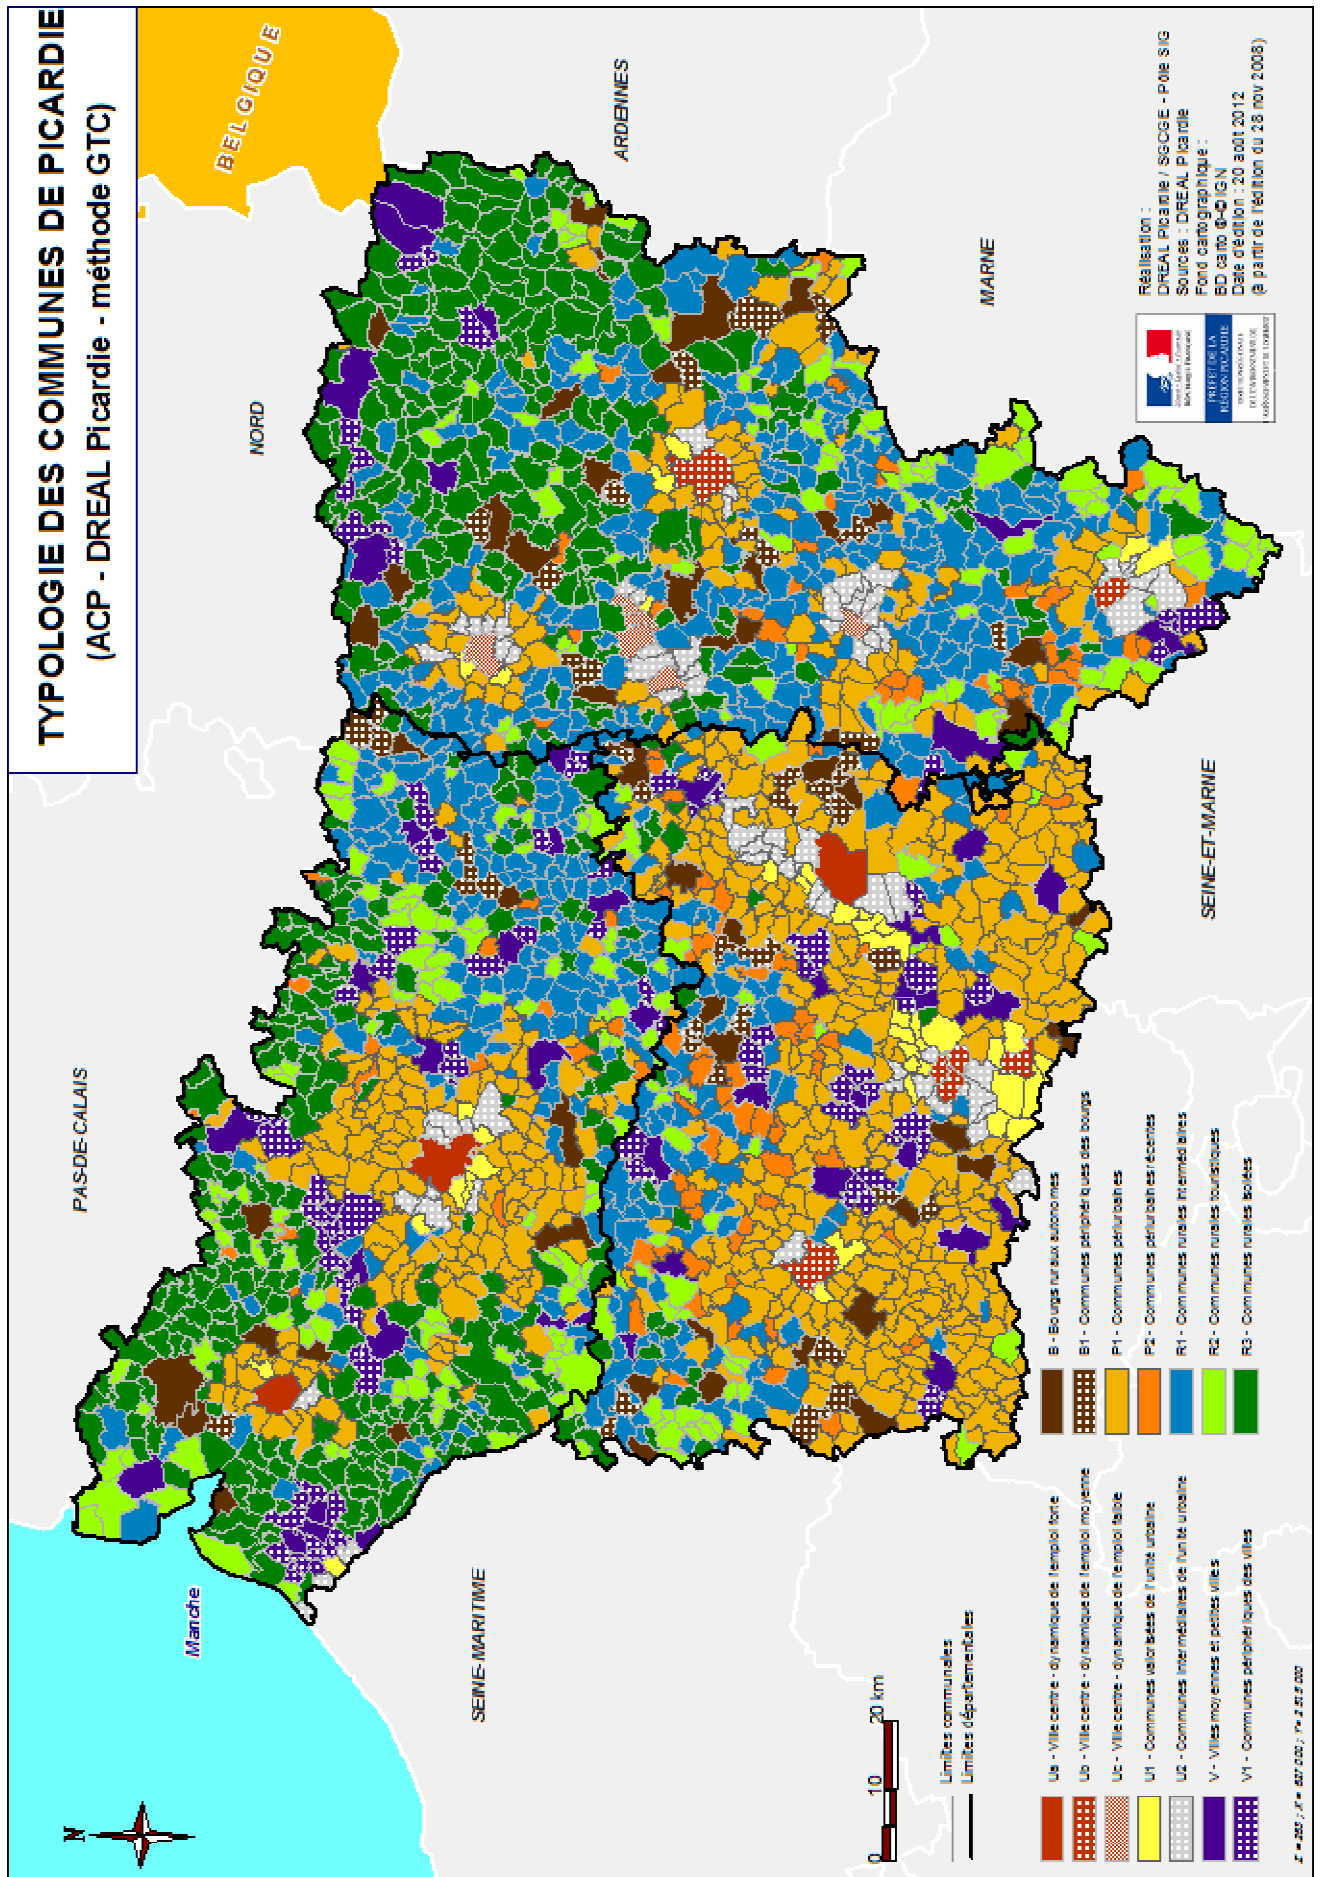 TYPOLOGIE DES COMMUNES DE PICARDIE
(ACP - DREAL Picardie - méthode GTC)
BELGIQUE
PAS-DE-CALAIS
NORD
ARDENNES
Manche
SEINE-MARITIME
MARNE
SEINE-ET-MARNE
N
0 10 20 km
Limites communales
Limites départementales
Ua - Ville centre - dynamique de l'emploi forte
Ub - Ville centre - dynamique de l'emploi moyenne
Uc - Ville centre - dynamique de l'emploi faible
U1 - Communes valorisées de l'unité urbaine
U2 - Communes intermédiaires de l'unité urbaine
V - Villes moyennes et petites villes
V1 - Communes périphériques des villes
B - Bourgs ruraux autonomes
B1 - Communes périphériques des bourgs
P1 - Communes périurbaines
P2 - Communes périurbaines récentes
R1 - Communes rurales intermédiaires
R2 - Communes rurales touristiques
R3 - Communes rurales isolées
PREFET DE LA
REGION PICARDIE
Réalisation :
DREAL Picardie / SGCGE - Pôle SIG
Sources : DREAL Picardie
Fond cartographique :
BD carto ©-© IGN
Date d'édition : 20 août 2012
(à partir de l'édition du 28 nov 2008)